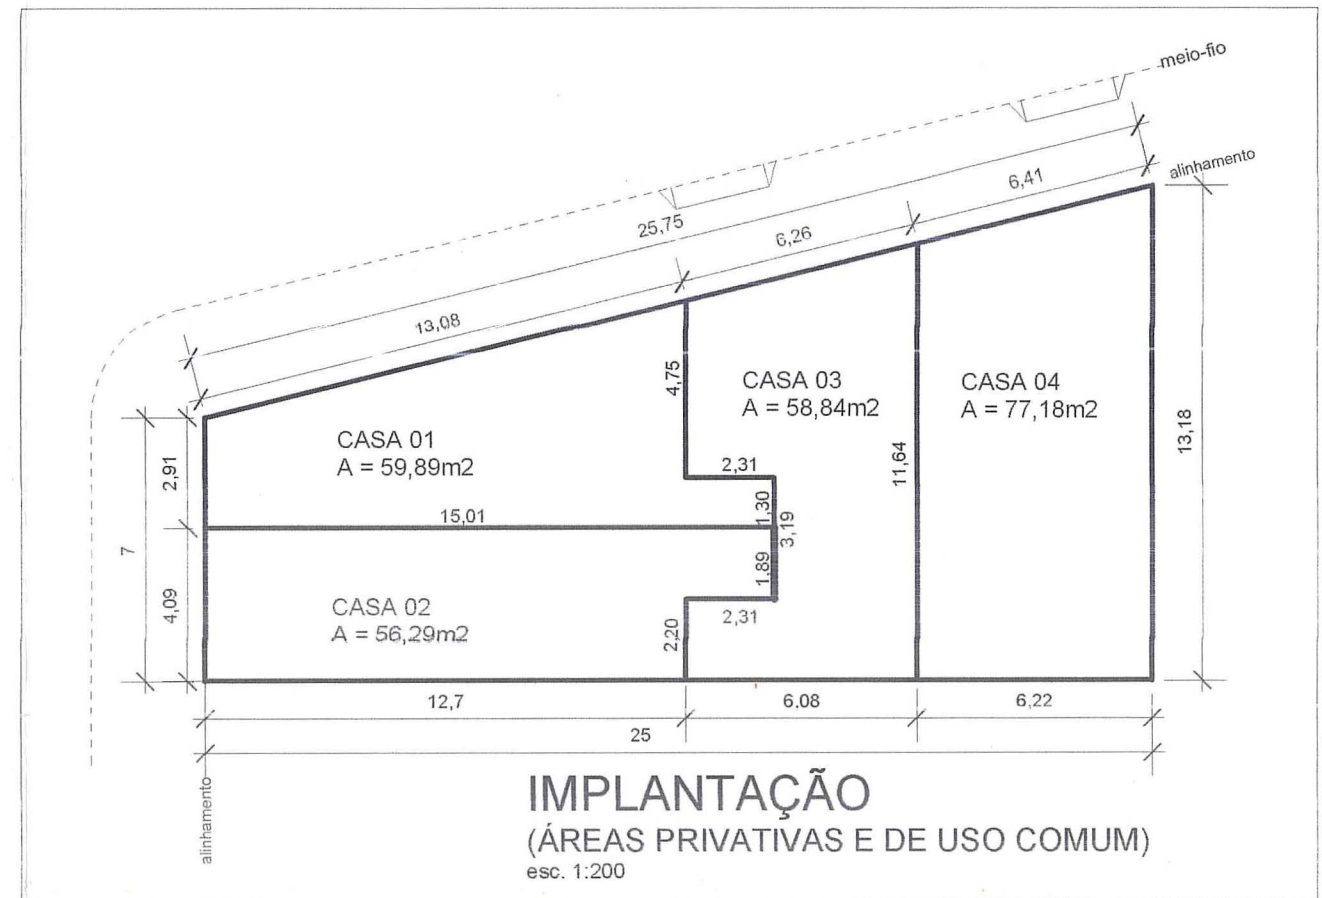 meio-fio
alinhamento
6,41
25,75
6,26
13,08
4,75
CASA 03
A = 58,84m2
CASA 04
A = 77,18m2
13,18
CASA 01
A = 59,89m2
2,91
2,31
11,64
1,30
15,01
3,19
7
1,89
4,09
CASA 02
A = 56,29m2
2,31
2,20
12,7
6,08
6,22
25
alinhamento
IMPLANTAÇÃO
(ÁREAS PRIVATIVAS E DE USO COMUM)
esc. 1:200